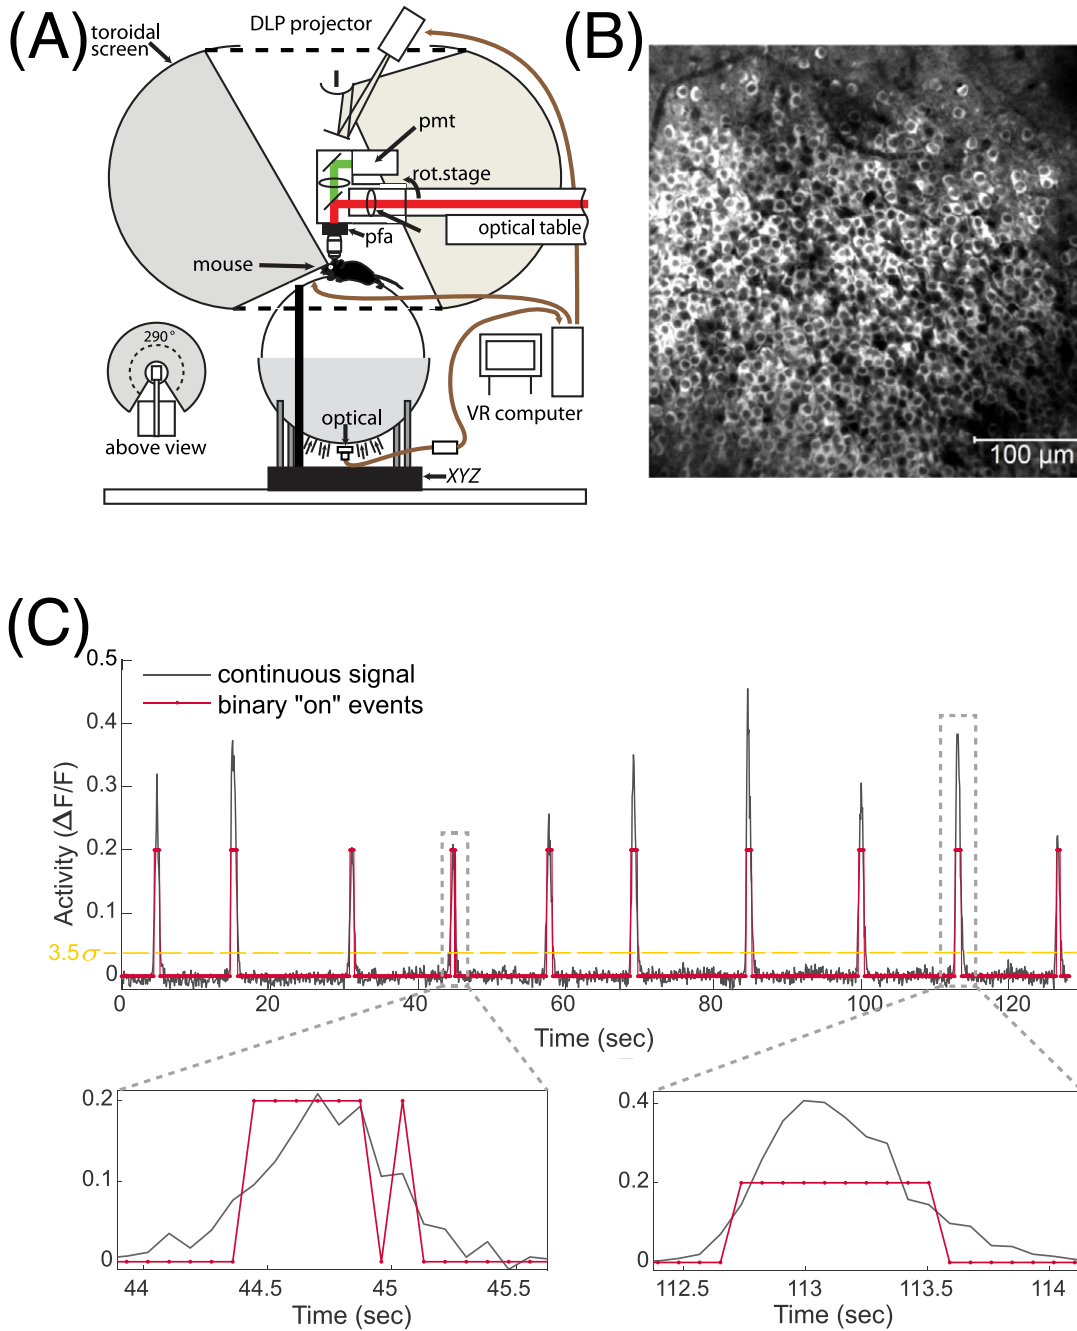 (A)
toroidal
screen
DLP projector
pmt
rot.stage
optical table
pfa
mouse
290°
above view
optical
VR computer
XYZ
(B)
100 µm
(C)
continuous signal
binary "on" events
Activity (ΔF/F)
0.5
0.4
0.3
0.2
0.1
3.5σ
0
0 20 40 60 80 100 120
Time (sec)
0.2
0.1
0
44 44.5 45 45.5
Time (sec)
0.4
0.2
0
112.5 113 113.5 114
Time (sec)